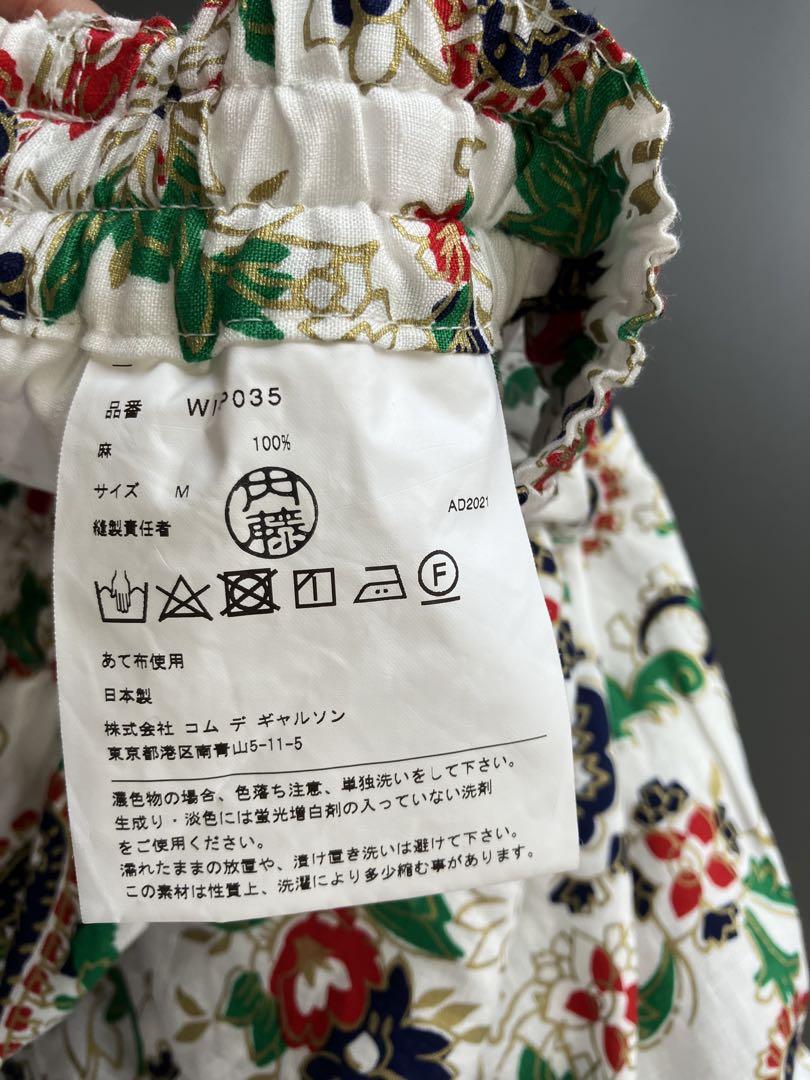 品番 WI-P035
麻 100%
サイズ M
縫製責任者 内藤 AD2021
F
あて布使用
日本製
株式会社 コム デ ギャルソン
東京都港区南青山5-11-5
濃色物の場合、色落ち注意、単独洗いをして下さい。
生成り・淡色には蛍光増白剤の入っていない洗剤
をご使用ください。
濡れたままの放置や、漬け置き洗いは避けて下さい。
この素材は性質上、洗濯により多少縮む事があります。